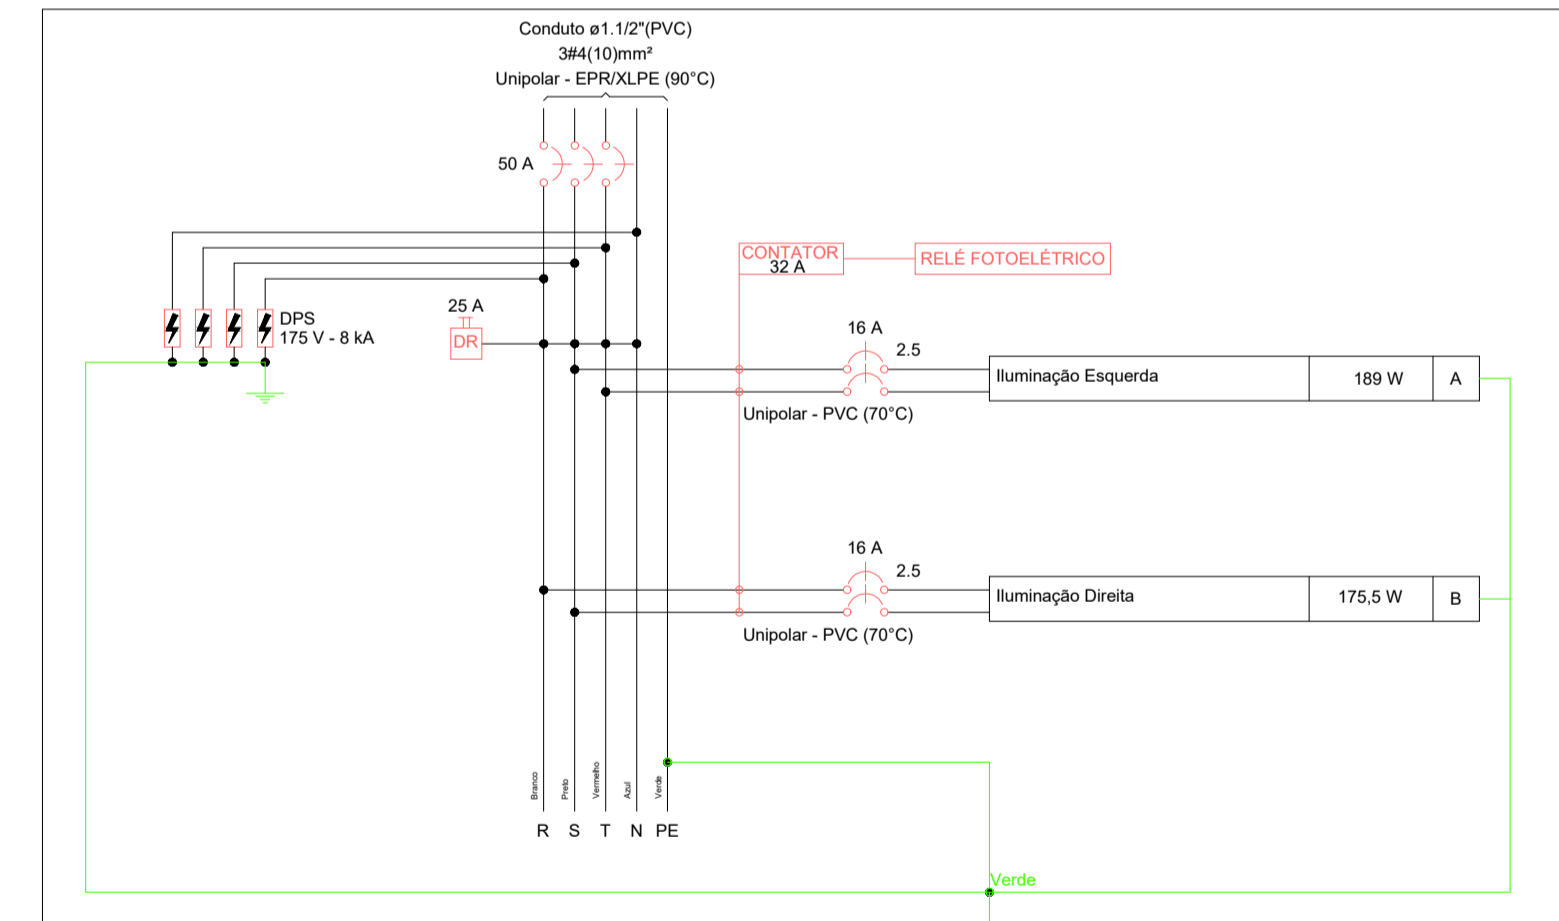 Conduto ø1.1/2"(PVC)
3#4(10)mm²
Unipolar - EPR/XLPE (90°C)
50 A
CONTATOR
32 A
RELÉ FOTOELÉTRICO
25 A
DR
DPS
175 V - 8 kA
16 A
2.5
Iluminação Esquerda
189 W
A
Unipolar - PVC (70°C)
16 A
2.5
Iluminação Direita
175,5 W
B
Unipolar - PVC (70°C)
Branco
Preto
Vermelho
Azul
Verde
R
S
T
N
PE
Verde